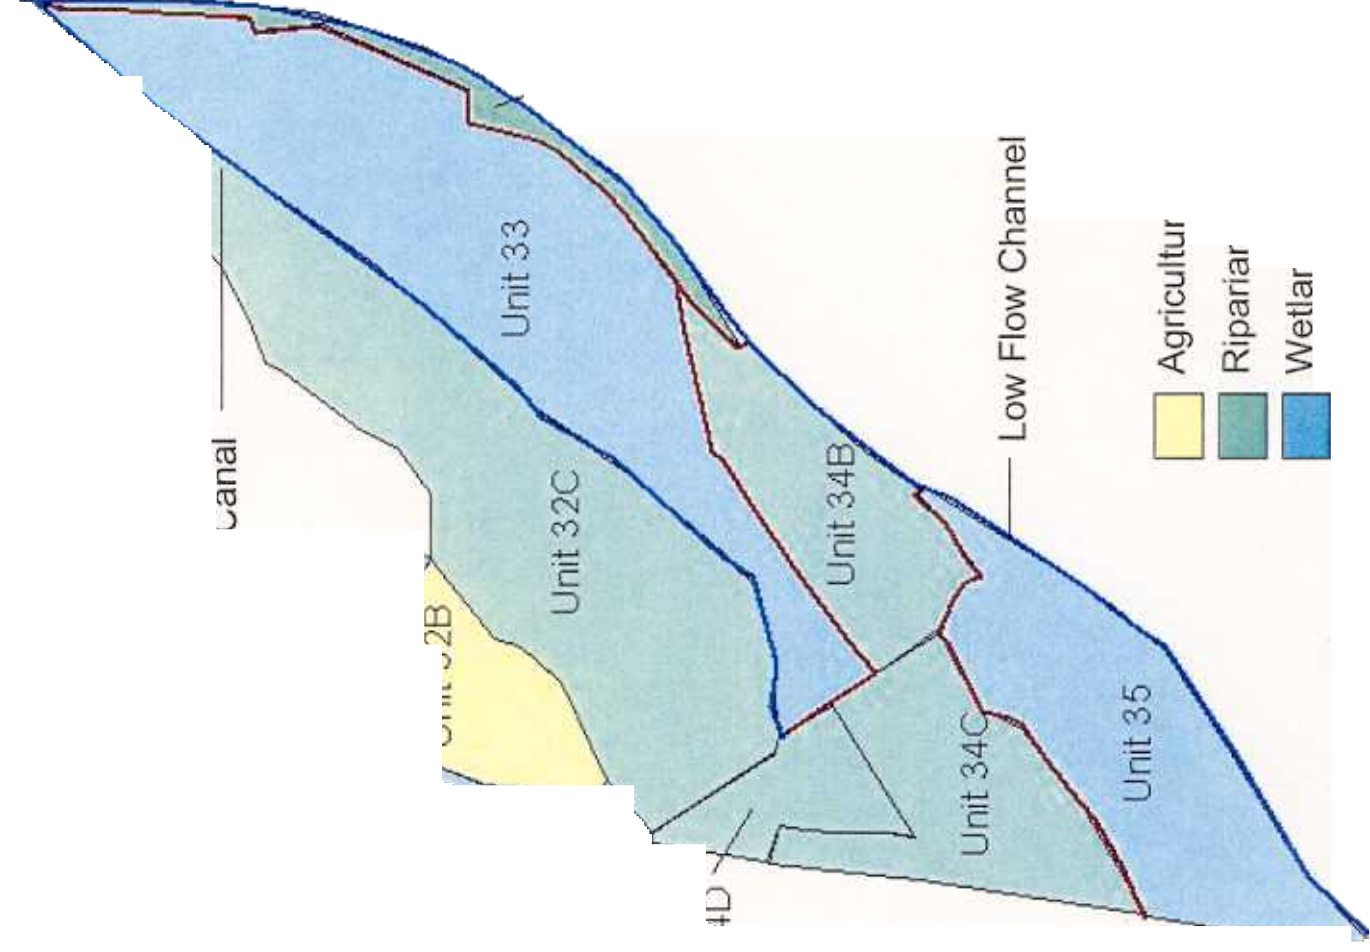 Unit 33
Unit 32C
Unit 34B
Unit 34C
Unit 35
Low Flow Channel
Canal
Agricultur
Ripariar
Wetlar